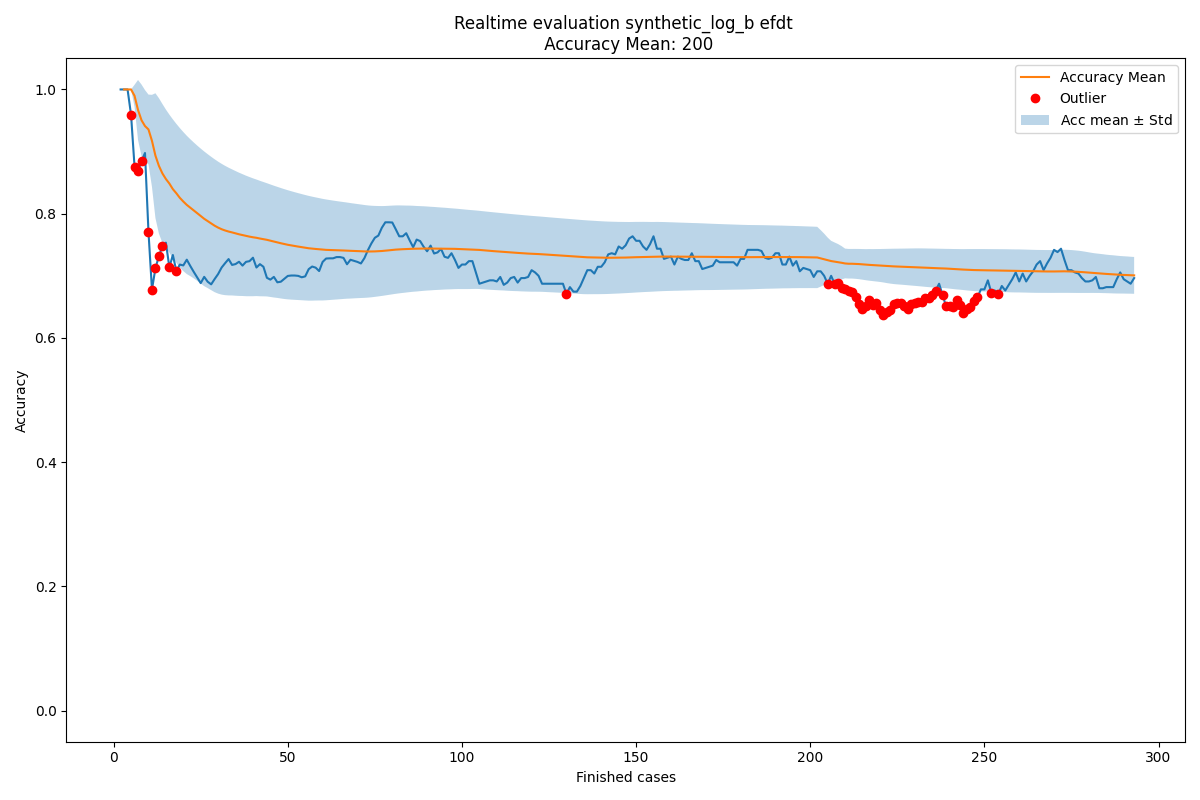 Realtime evaluation synthetic_log_b efdt
Accuracy Mean: 200
Accuracy Mean
Outlier
Acc mean ± Std
1.0
0.8
0.6
0.4
0.2
0.0
Accuracy
0
50
100
150
200
250
300
Finished cases